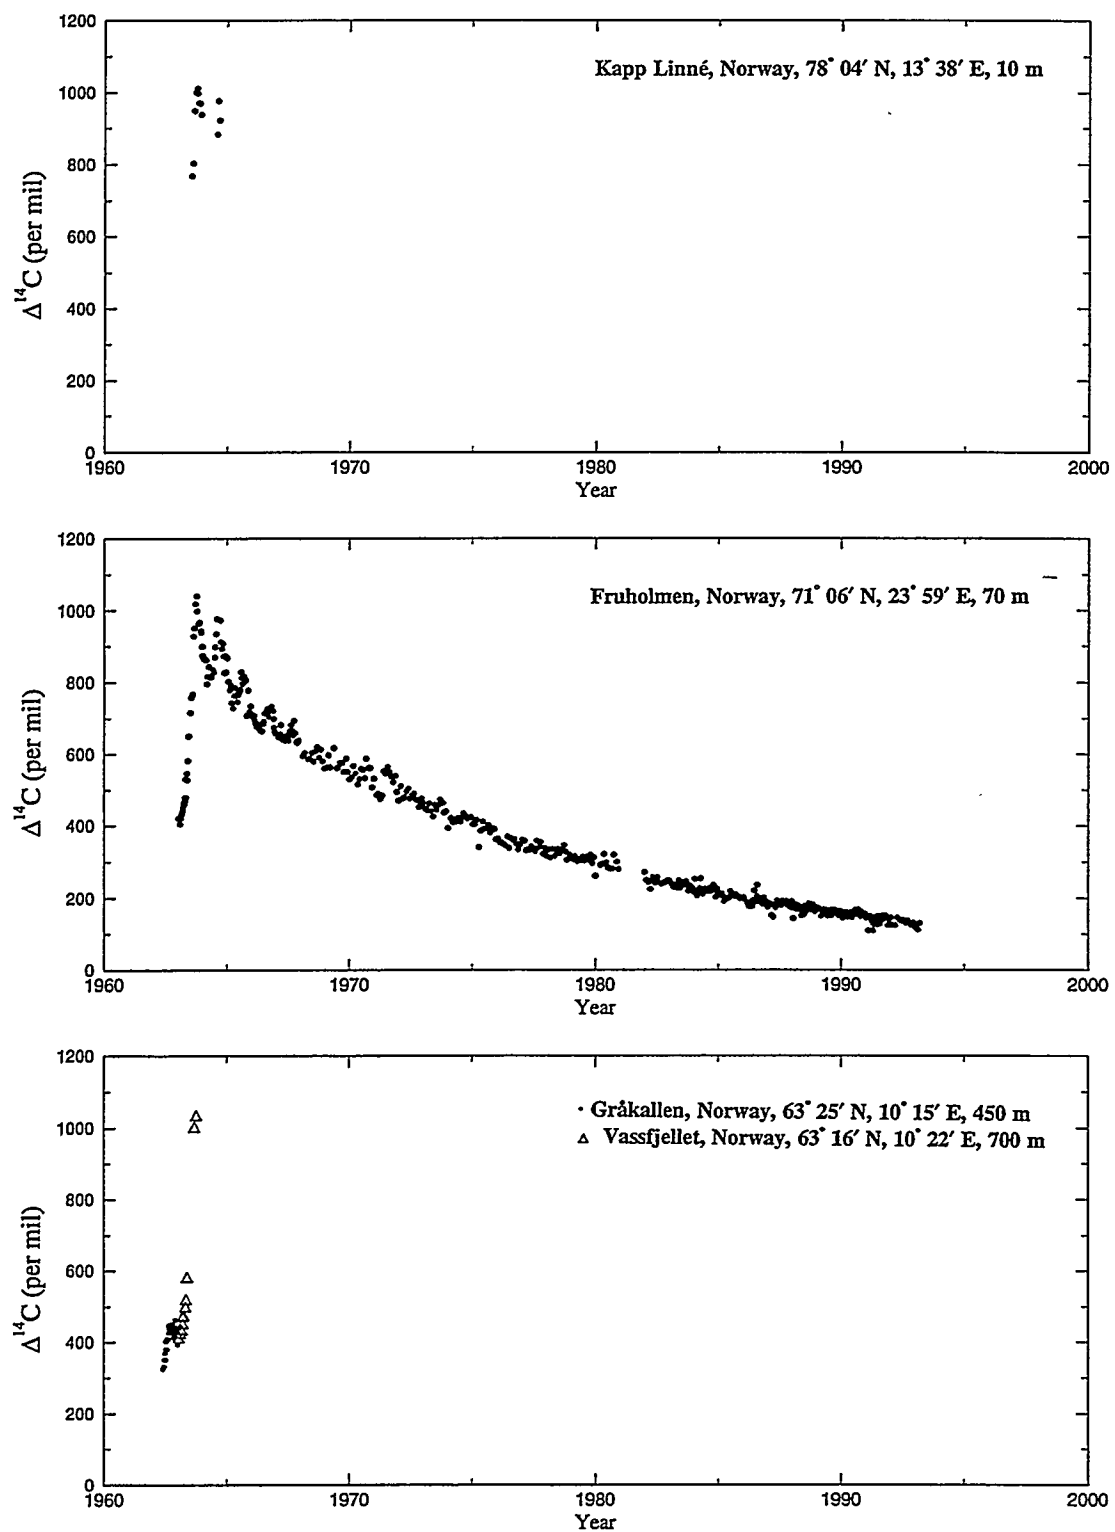 1200
Kapp Linné, Norway, 78° 04′ N, 13° 38′ E, 10 m
1000
800
600
400
200
0
Δ¹⁴C (per mil)
1960 1970 1980 1990 2000
Year
1200
Fruholmen, Norway, 71° 06′ N, 23° 59′ E, 70 m
1000
800
600
400
200
0
Δ¹⁴C (per mil)
1960 1970 1980 1990 2000
Year
1200
Gråkallen, Norway, 63° 25′ N, 10° 15′ E, 450 m
Vassfjellet, Norway, 63° 16′ N, 10° 22′ E, 700 m
1000
800
600
400
200
0
Δ¹⁴C (per mil)
1960 1970 1980 1990 2000
Year